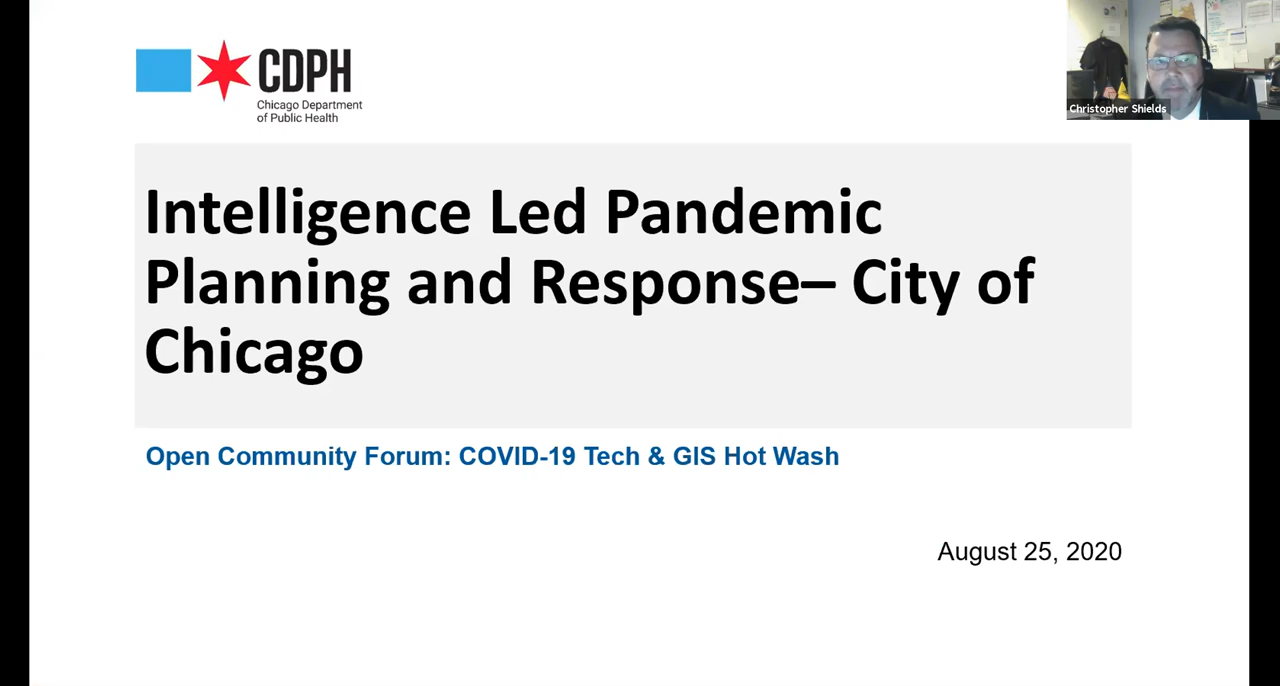 CDPH
Chicago Department
of Public Health
Christopher Shields
Intelligence Led Pandemic
Planning and Response– City of
Chicago
Open Community Forum: COVID-19 Tech & GIS Hot Wash
August 25, 2020